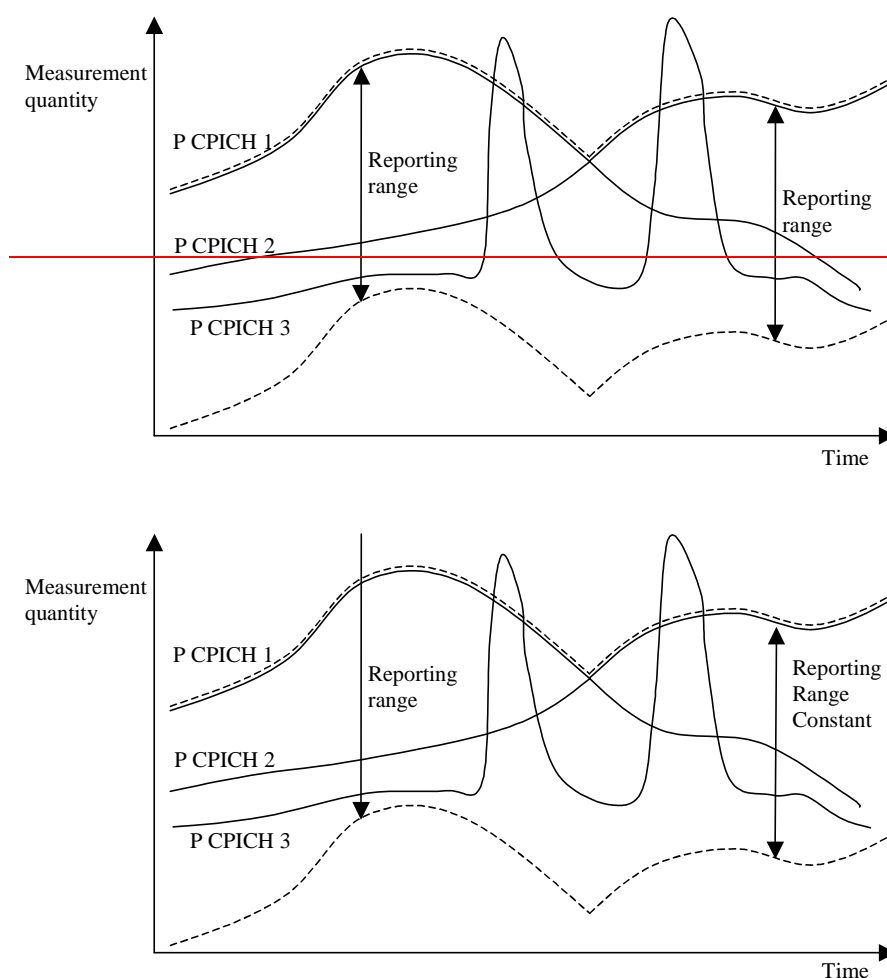 Measurement
quantity
P CPICH 1
Reporting
range
Reporting
range
P CPICH 2
P CPICH 3
Time
Measurement
quantity
P CPICH 1
Reporting
range
Reporting
Range
Constant
P CPICH 2
P CPICH 3
Time